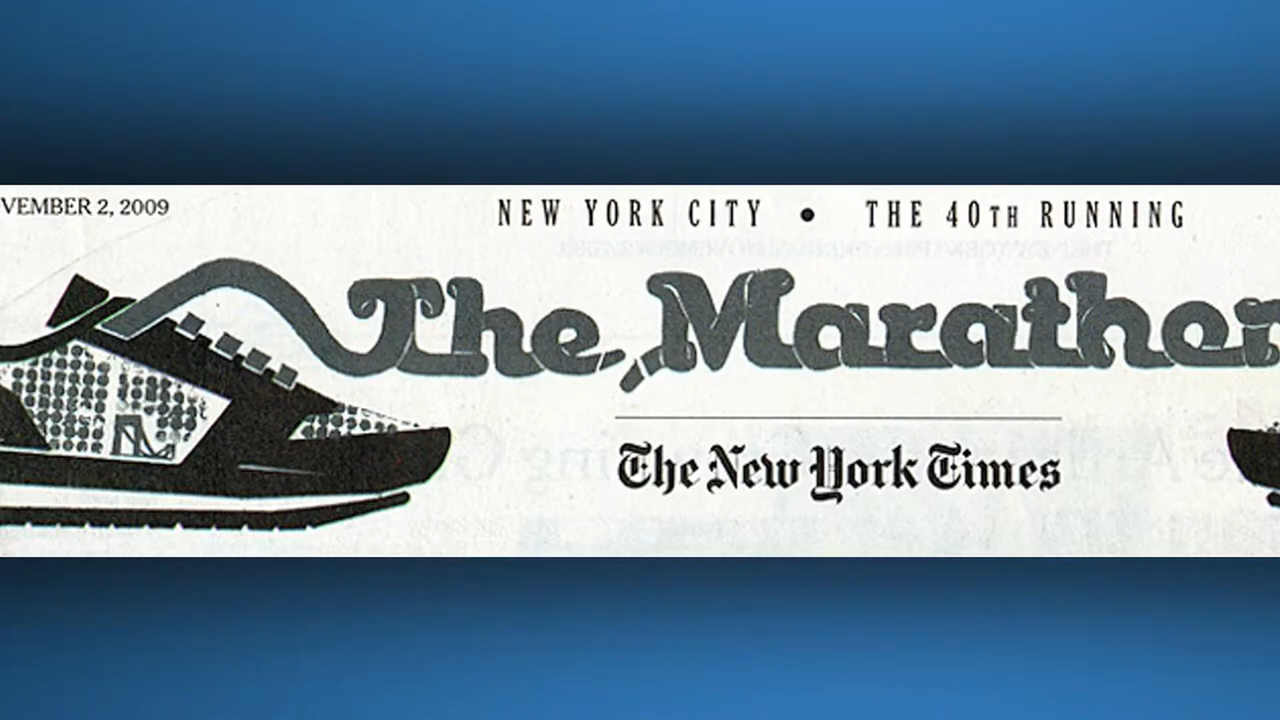 VEMBER 2, 2009
NEW YORK CITY • THE 40TH RUNNING
The Marathon
The New York Times